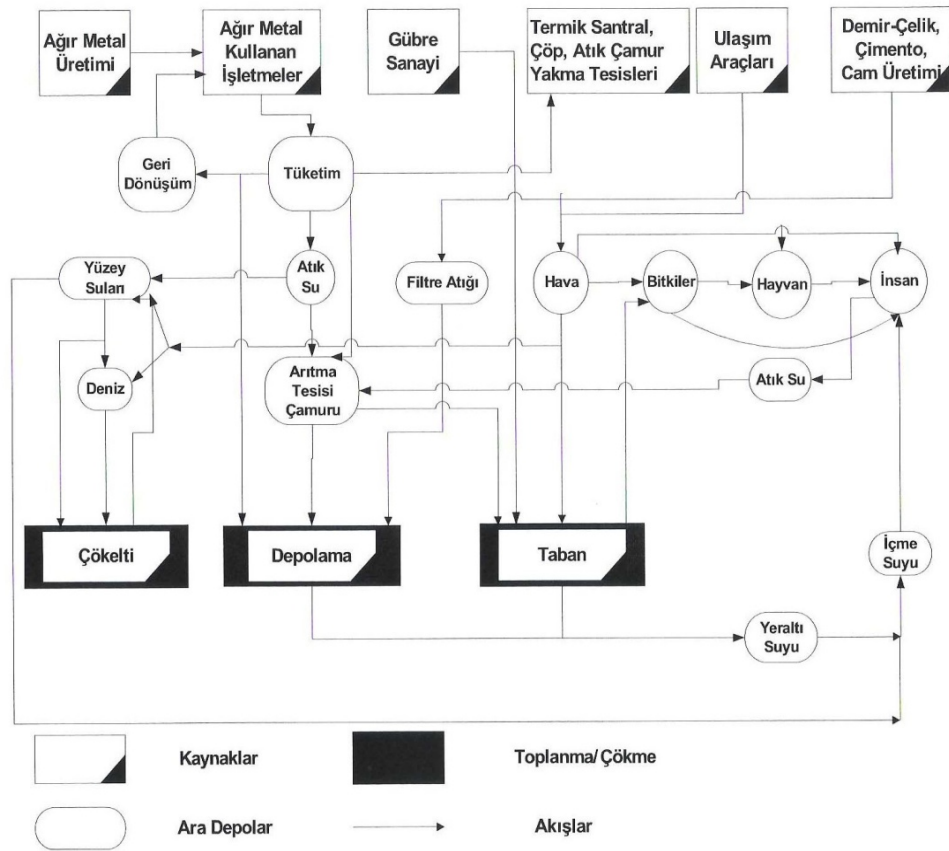 Ağır Metal
Üretimi
Ağır Metal
Kullanan
İşletmeler
Gübre
Sanayi
Termik Santral,
Çöp, Atık Çamur
Yakma Tesisleri
Ulaşım
Araçları
Demir-Çelik,
Çimento,
Cam Üretimi
Geri
Dönüşüm
Tüketim
Yüzey
Suları
Atık
Su
Filtre Atığı
Hava
Bitkiler
Hayvan
İnsan
Deniz
Arıtma
Tesisi
Çamuru
Atık Su
Çökelti
Depolama
Taban
İçme
Suyu
Yeraltı
Suyu
Kaynaklar
Toplanma/Çökme
Ara Depolar
Akışlar